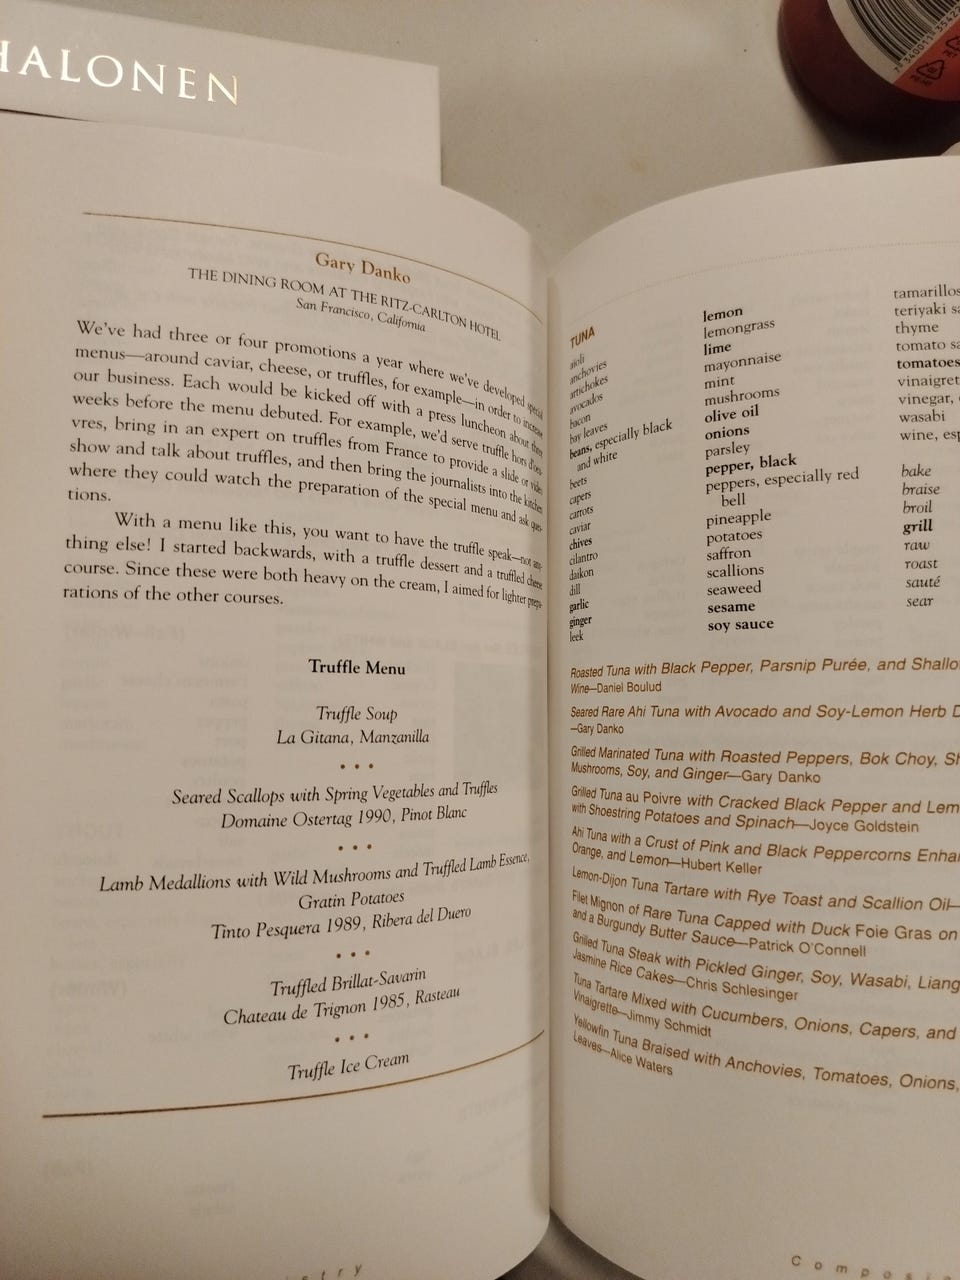 HALONEN
7340011 35427
Gary Danko
THE DINING ROOM AT THE RITZ-CARLTON HOTEL
San Francisco, California
We've had three or four promotions a year where we've developed special
menus—around caviar, cheese, or truffles, for example—in order to increase
our business. Each would be kicked off with a press luncheon about three
weeks before the menu debuted. For example, we'd serve truffle hors d'oeu-
vres, bring in an expert on truffles from France to provide a slide or video
show and talk about truffles, and then bring the journalists into the kitchen
where they could watch the preparation of the special menu and ask ques-
tions.
With a menu like this, you want to have the truffle speak—not any-
thing else! I started backwards, with a truffle dessert and a truffled cheese
course. Since these were both heavy on the cream, I aimed for lighter prepa-
rations of the other courses.
Truffle Menu
Truffle Soup
La Gitana, Manzanilla
• • •
Seared Scallops with Spring Vegetables and Truffles
Domaine Ostertag 1990, Pinot Blanc
• • •
Lamb Medallions with Wild Mushrooms and Truffled Lamb Essence,
Gratin Potatoes
Tinto Pesquera 1989, Ribera del Duero
• • •
Truffled Brillat-Savarin
Chateau de Trignon 1985, Rasteau
• • •
Truffle Ice Cream
stry
TUNA
aioli
anchovies
artichokes
avocados
bacon
bay leaves
beans, especially black
and white
beets
capers
carrots
caviar
chives
cilantro
daikon
dill
garlic
ginger
leek
lemon
lemongrass
lime
mayonnaise
mint
mushrooms
olive oil
onions
parsley
pepper, black
peppers, especially red
bell
pineapple
potatoes
saffron
scallions
seaweed
sesame
soy sauce
tamarillos
teriyaki sa
thyme
tomato sa
tomatoes
vinaigret
vinegar,
wasabi
wine, esp
bake
braise
broil
grill
raw
roast
sauté
sear
Roasted Tuna with Black Pepper, Parsnip Purée, and Shallo
Wine—Daniel Boulud
Seared Rare Ahi Tuna with Avocado and Soy-Lemon Herb D
—Gary Danko
Grilled Marinated Tuna with Roasted Peppers, Bok Choy, Sh
Mushrooms, Soy, and Ginger—Gary Danko
Grilled Tuna au Poivre with Cracked Black Pepper and Lem
with Shoestring Potatoes and Spinach—Joyce Goldstein
Ahi Tuna with a Crust of Pink and Black Peppercorns Enha
Orange, and Lemon—Hubert Keller
Lemon-Dijon Tuna Tartare with Rye Toast and Scallion Oil—
Filet Mignon of Rare Tuna Capped with Duck Foie Gras on
and a Burgundy Butter Sauce—Patrick O'Connell
Grilled Tuna Steak with Pickled Ginger, Soy, Wasabi, Liang
Jasmine Rice Cakes—Chris Schlesinger
Tuna Tartare Mixed with Cucumbers, Onions, Capers, and
Vinaigrette—Jimmy Schmidt
Yellowfin Tuna Braised with Anchovies, Tomatoes, Onions,
Leaves—Alice Waters
Compos